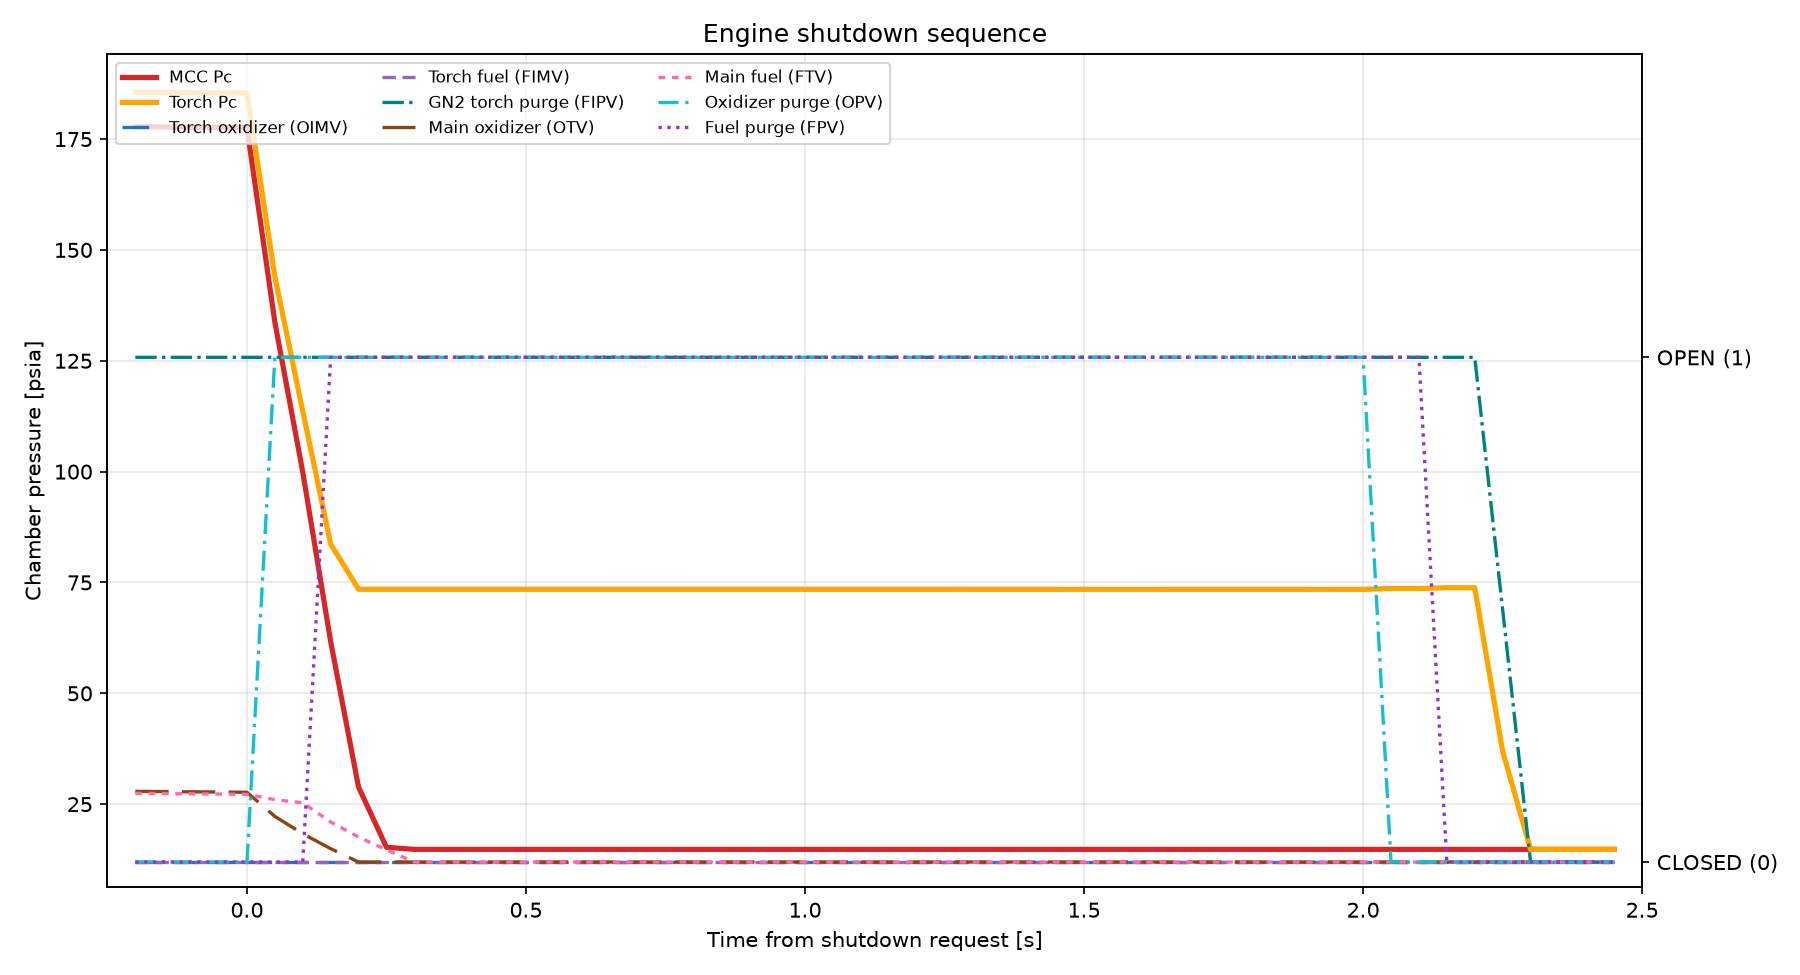 Engine shutdown sequence
MCC Pc
Torch Pc
Torch oxidizer (OIMV)
Torch fuel (FIMV)
GN2 torch purge (FIPV)
Main oxidizer (OTV)
Main fuel (FTV)
Oxidizer purge (OPV)
Fuel purge (FPV)
Chamber pressure [psia]
175
150
125
100
75
50
25
OPEN (1)
CLOSED (0)
0.0
0.5
1.0
1.5
2.0
2.5
Time from shutdown request [s]